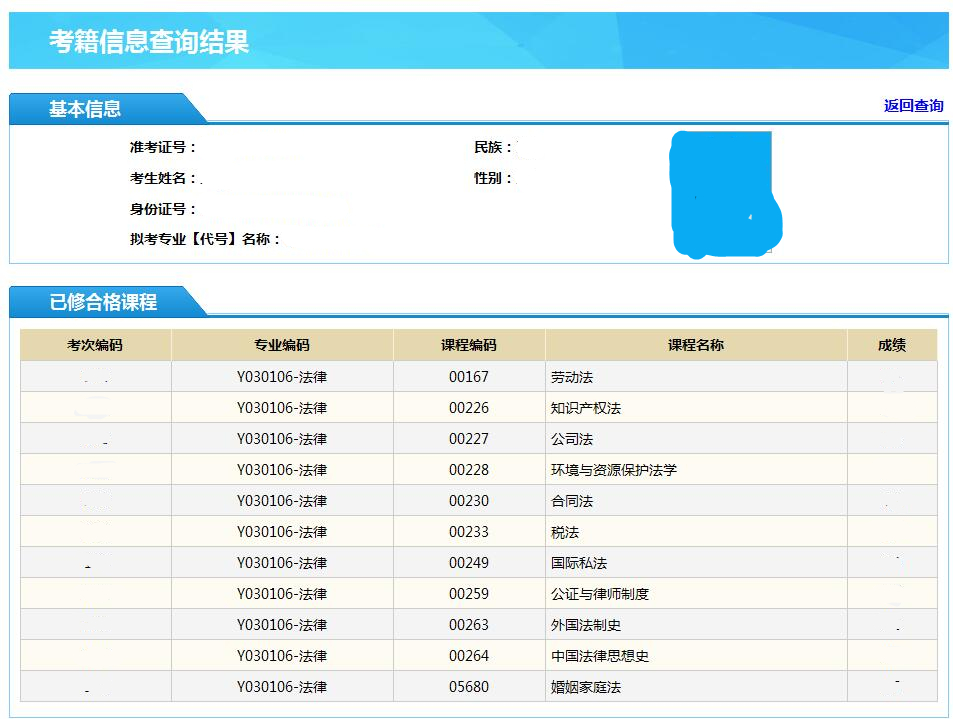 考籍信息查询结果
基本信息
返回查询
准考证号： 民族：
考生姓名： 性别：
身份证号：
拟考专业【代号】名称：
已修合格课程
考次编码 专业编码 课程编码 课程名称 成绩
Y030106-法律 00167 劳动法
Y030106-法律 00226 知识产权法
Y030106-法律 00227 公司法
Y030106-法律 00228 环境与资源保护法学
Y030106-法律 00230 合同法
Y030106-法律 00233 税法
Y030106-法律 00249 国际私法
Y030106-法律 00259 公证与律师制度
Y030106-法律 00263 外国法制史
Y030106-法律 00264 中国法律思想史
Y030106-法律 05680 婚姻家庭法